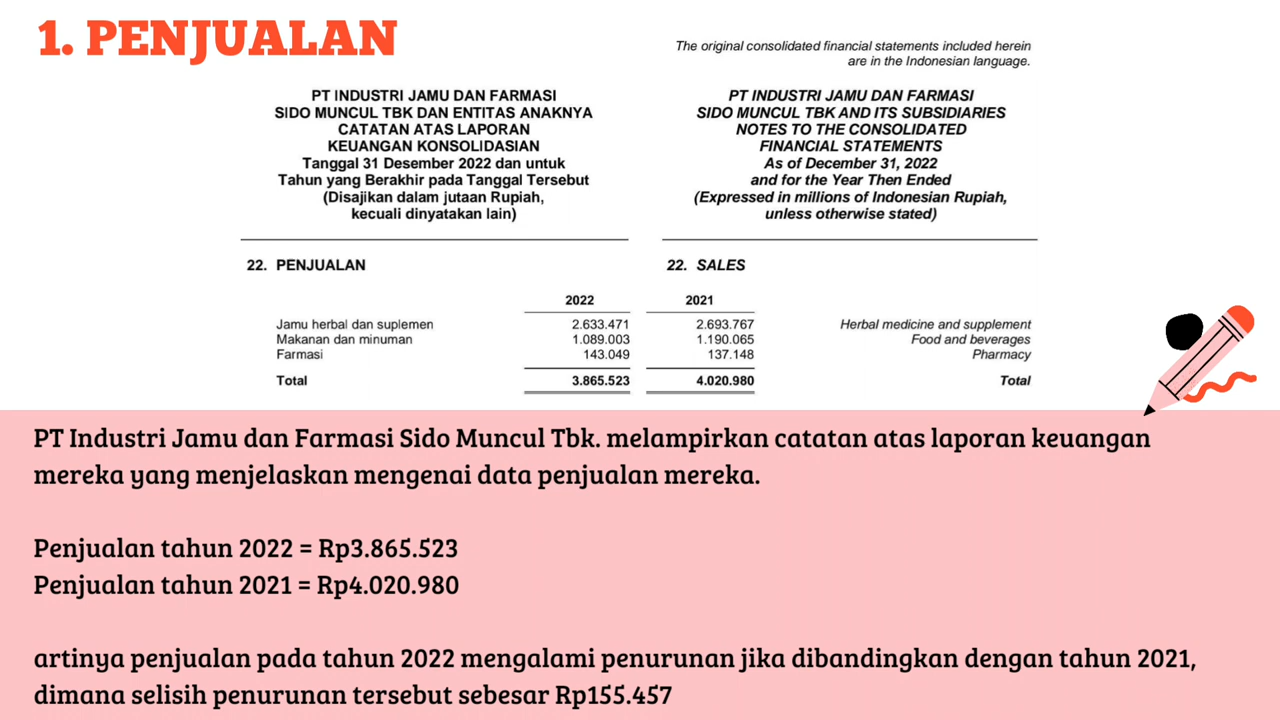 1. PENJUALAN
The original consolidated financial statements included herein
are in the Indonesian language.
PT INDUSTRI JAMU DAN FARMASI
SIDO MUNCUL TBK DAN ENTITAS ANAKNYA
CATATAN ATAS LAPORAN
KEUANGAN KONSOLIDASIAN
Tanggal 31 Desember 2022 dan untuk
Tahun yang Berakhir pada Tanggal Tersebut
(Disajikan dalam jutaan Rupiah,
kecuali dinyatakan lain)
PT INDUSTRI JAMU DAN FARMASI
SIDO MUNCUL TBK AND ITS SUBSIDIARIES
NOTES TO THE CONSOLIDATED
FINANCIAL STATEMENTS
As of December 31, 2022
and for the Year Then Ended
(Expressed in millions of Indonesian Rupiah,
unless otherwise stated)
22. PENJUALAN 22. SALES
2022 2021
Jamu herbal dan suplemen 2.633.471 2.693.767 Herbal medicine and supplement
Makanan dan minuman 1.089.003 1.190.065 Food and beverages
Farmasi 143.049 137.148 Pharmacy
Total 3.865.523 4.020.980 Total
PT Industri Jamu dan Farmasi Sido Muncul Tbk. melampirkan catatan atas laporan keuangan
mereka yang menjelaskan mengenai data penjualan mereka.
Penjualan tahun 2022 = Rp3.865.523
Penjualan tahun 2021 = Rp4.020.980
artinya penjualan pada tahun 2022 mengalami penurunan jika dibandingkan dengan tahun 2021,
dimana selisih penurunan tersebut sebesar Rp155.457